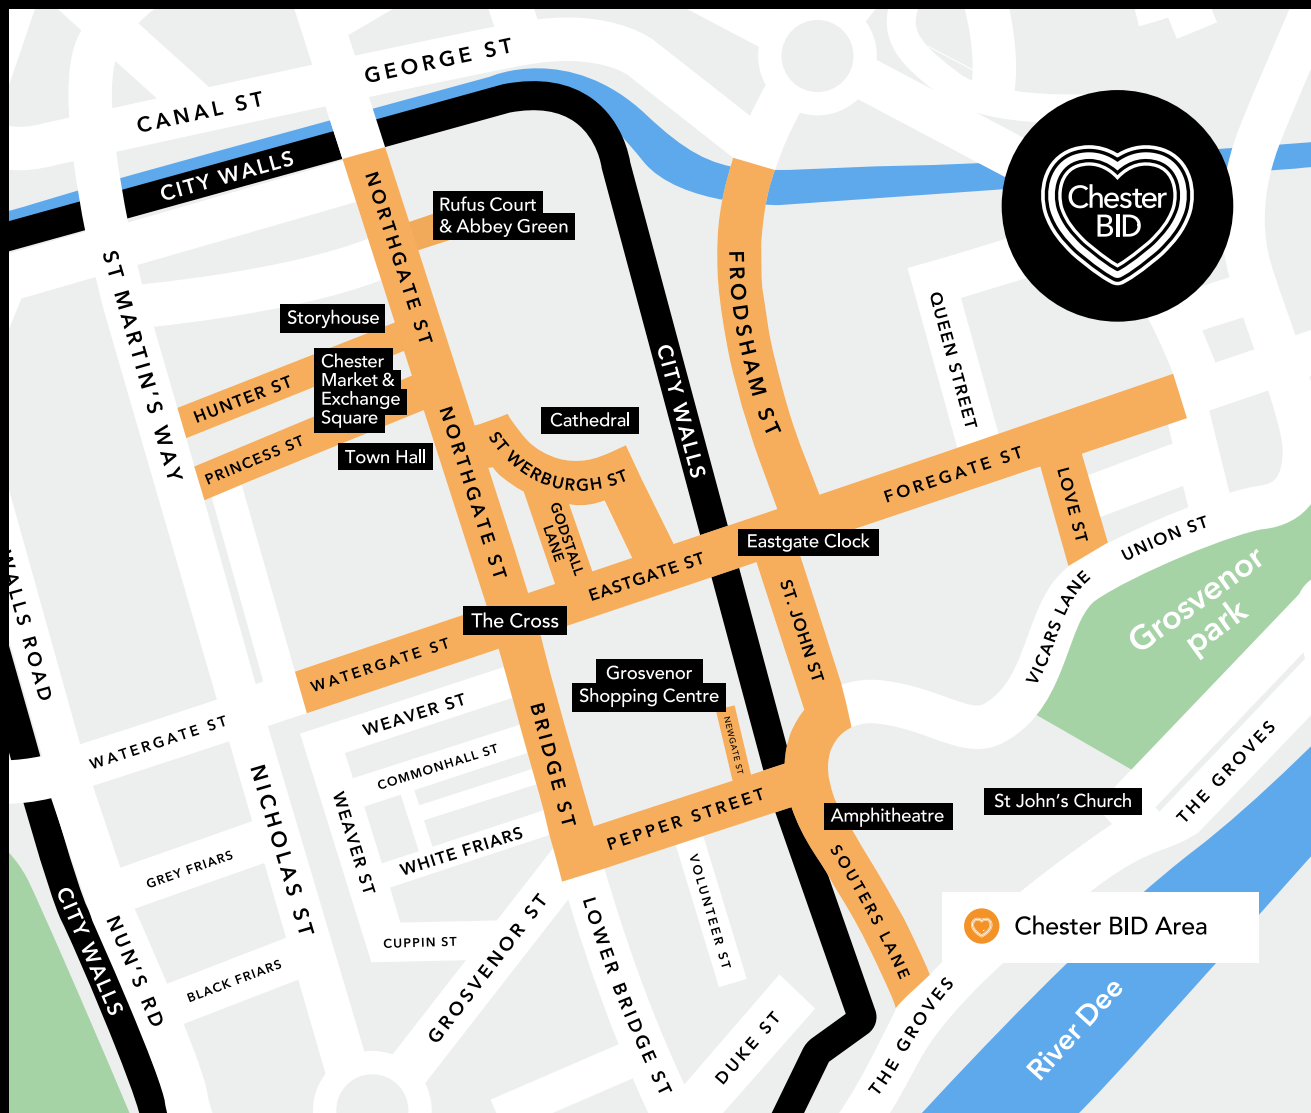 GEORGE ST
CANAL ST
CITY WALLS
Chester
BID
NORTHGATE ST
Rufus Court
& Abbey Green
ST MARTIN'S WAY
FRODSHAM ST
QUEEN STREET
Storyhouse
CITY WALLS
Chester
Market &
Exchange
Square
HUNTER ST
PRINCESS ST
Town Hall
NORTHGATE ST
Cathedral
ST WERBURGH ST
GODSTALL
LANE
FOREGATE ST
LOVE ST
UNION ST
Eastgate Clock
EASTGATE ST
Grosvenor
park
VICARS LANE
WALLS ROAD
The Cross
ST. JOHN ST
WATERGATE ST
Grosvenor
Shopping Centre
WEAVER ST
WATERGATE ST
BRIDGE ST
NEWGATE ST
COMMONHALL ST
NICHOLAS ST
WEAVER ST
PEPPER STREET
THE GROVES
St John's Church
Amphitheatre
WHITE FRIARS
GREY FRIARS
VOLUNTEER ST
SOUTERS LANE
CITY WALLS
NUN'S RD
CUPPIN ST
GROSVENOR ST
LOWER BRIDGE ST
Chester BID Area
BLACK FRIARS
DUKE ST
THE GROVES
River Dee